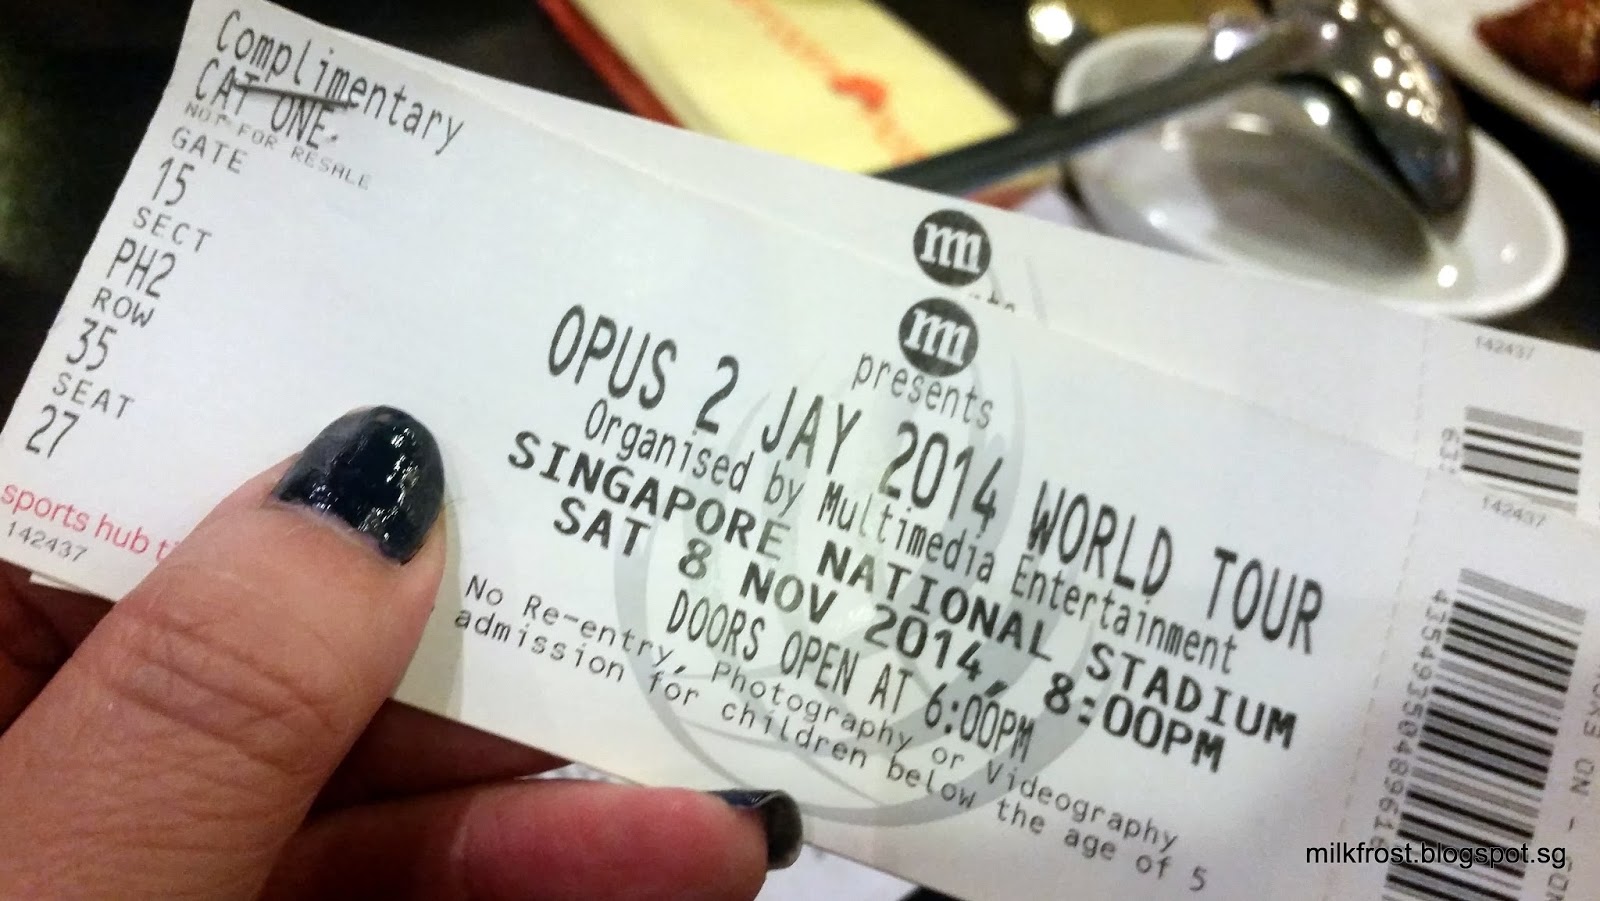 Complimentary
CAT ONE
NOT FOR RESALE
GATE
15
SECT
PH2
ROW
35
SEAT
27
sports hub
142437
m
m
presents
OPUS 2 JAY 2014 WORLD TOUR
Organised by Multimedia Entertainment
SINGAPORE NATIONAL STADIUM
SAT 8 NOV 2014, 8:00PM
DOORS OPEN AT 6:00PM
No Re-entry, Photography or Videography
admission for children below the age of 5
142437
142437
milkfrost.blogspot.sg